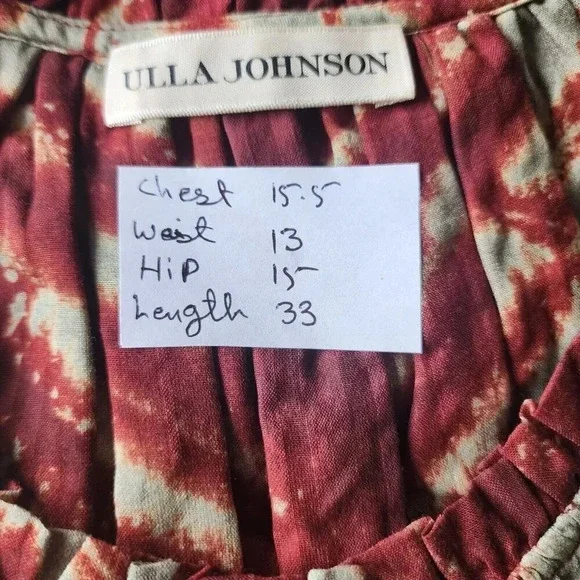 ULLA JOHNSON
Chest 15.5
Waist 13
Hip 15
Length 33